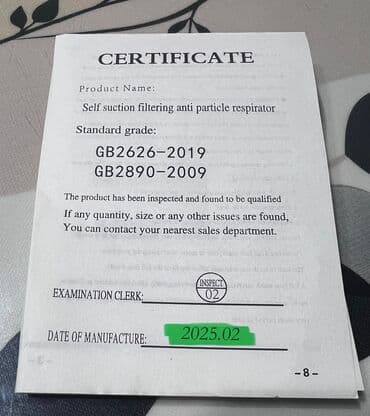 CERTIFICATE
Product Name:
Self suction filtering anti particle respirator
Standard grade:
GB2626-2019
GB2890-2009
The product has been inspected and found to be qualified
If any quantity, size or any other issues are found,
You can contact your nearest sales department.
EXAMINATION CLERK: INSPECT 02
DATE OF MANUFACTURE: 2025.02
-8-